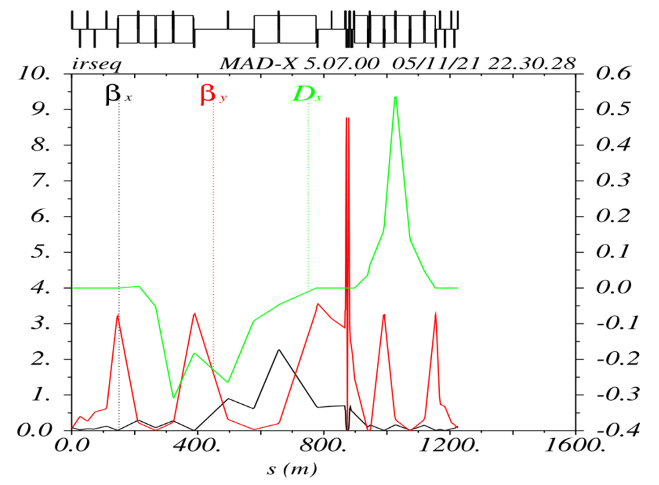 irseq MAD-X 5.07.00 05/11/21 22.30.28
10. 0.6
βx βy Dx
9. 0.5
8. 0.4
7. 0.3
6. 0.2
5. 0.1
4. 0.0
3. -0.1
2. -0.2
1. -0.3
0.0 -0.4
0.0 400. 800. 1200. 1600.
s (m)